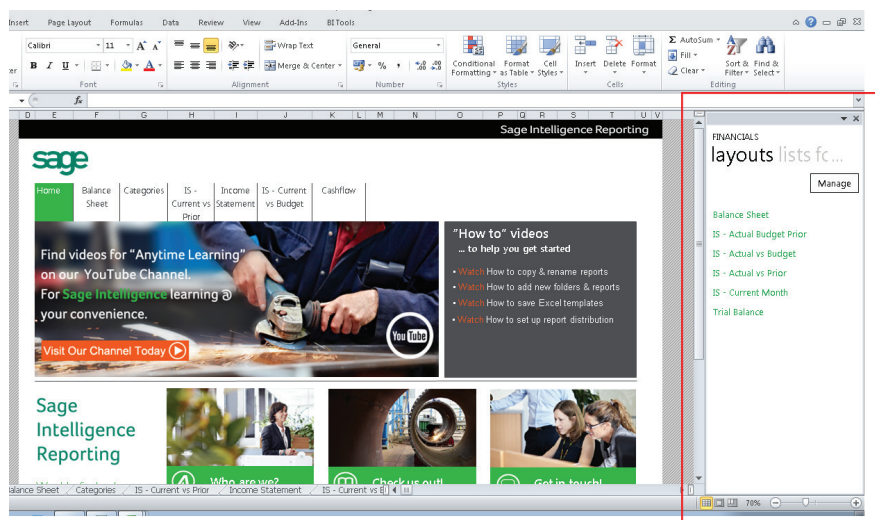 Insert Page Layout Formulas Data Review View Add-Ins BI Tools
Calibri 11 A A Wrap Text General Σ AutoSum
B I U A Merge & Center % , Conditional Formatting Format as Table Cell Styles Insert Delete Format Fill Clear Sort & Filter Find & Select
Font Alignment Number Styles Cells Editing
fx
D E F G H I J K L M N O P Q R S T U V
Sage Intelligence Reporting
sage
Home Balance Sheet Categories IS - Current vs Prior Income Statement IS - Current vs Budget Cashflow
Find videos for "Anytime Learning"
on our YouTube Channel.
For Sage Intelligence learning @
your convenience.
Visit Our Channel Today
You Tube
"How to" videos
... to help you get started
• Watch How to copy & rename reports
• Watch How to add new folders & reports
• Watch How to save Excel templates
• Watch How to set up report distribution
Sage
Intelligence
Reporting
Who are we?
Check us out!
Get in touch!
FINANCIALS
layouts lists fc...
Manage
Balance Sheet
IS - Actual Budget Prior
IS - Actual vs Budget
IS - Actual vs Prior
IS - Current Month
Trial Balance
Balance Sheet Categories IS - Current vs Prior Income Statement IS - Current vs
70%